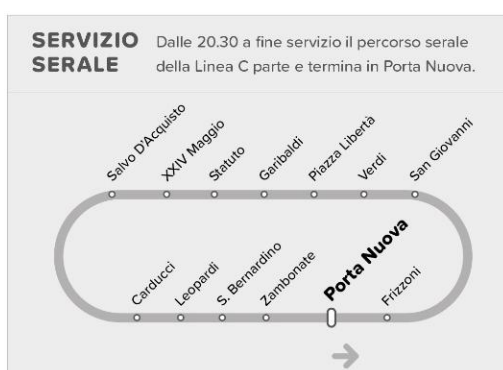 SERVIZIO
SERALE
Dalle 20.30 a fine servizio il percorso serale
della Linea C parte e termina in Porta Nuova.
Salvo D'Acquisto
XXIV Maggio
Statuto
Garibaldi
Piazza Libertà
Verdi
San Giovanni
Carducci
Leopardi
S. Bernardino
Zambonate
Porta Nuova
Frizzoni